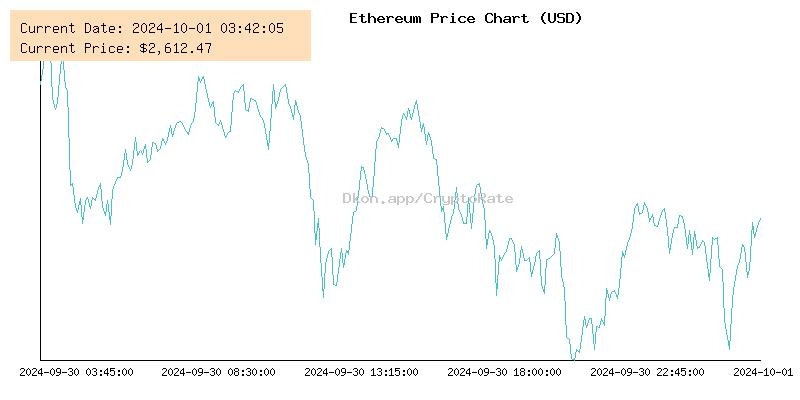 Ethereum Price Chart (USD)
Current Date: 2024-10-01 03:42:05
Current Price: $2,612.47
Dkon.app/CryptoRate
2024-09-30 03:45:00 2024-09-30 08:30:00 2024-09-30 13:15:00 2024-09-30 18:00:00 2024-09-30 22:45:00 2024-10-01